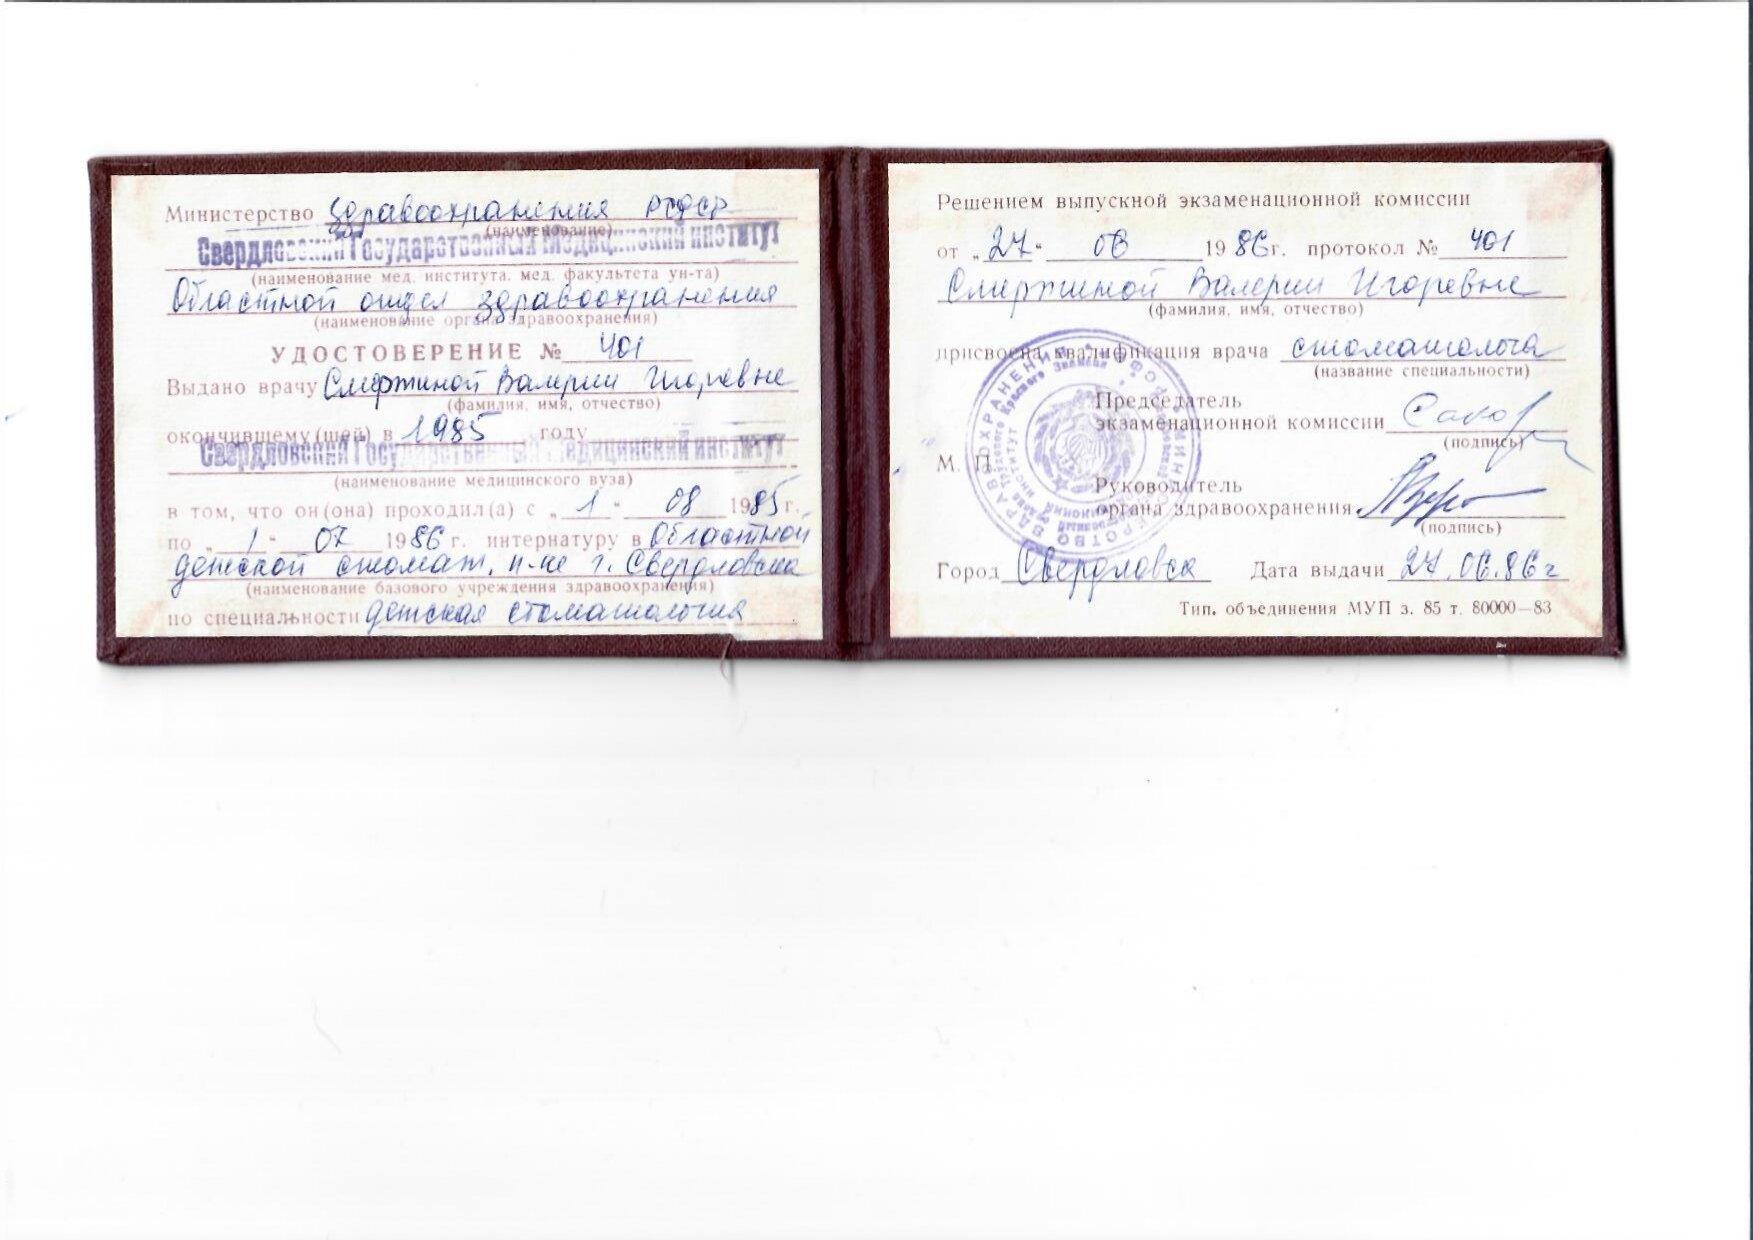 Министерство здравоохранения РСФСР
(наименование)
Свердловский Государственный Медицинский институт
(наименование мед. института. мед. факультета ун-та)
Областной отдел здравоохранения
(наименование органа здравоохранения)
УДОСТОВЕРЕНИЕ № 401
Выдано врачу Смертиной Валерии Игоревне
(фамилия, имя, отчество)
окончившему (шей) в 1985 году
Свердловский Государственный Медицинский институт
(наименование медицинского вуза)
в том, что он (она) проходил(а) с „1" 08 1985 г.
по „1" 07 1986 г. интернатуру в Областной
детской стомат. п-ке г. Свердловска
(наименование базового учреждения здравоохранения)
по специальности детская стоматология
Решением выпускной экзаменационной комиссии
от „27" 06 1986 г. протокол № 401
Смертиной Валерии Игоревне
(фамилия, имя, отчество)
присвоена квалификация врача стоматолога
(название специальности)
Председатель
экзаменационной комиссии
(подпись)
М. П.
Руководитель
органа здравоохранения
(подпись)
Город Свердловск Дата выдачи 27.06.86 г
Тип. объединения МУП з. 85 т. 80000—83